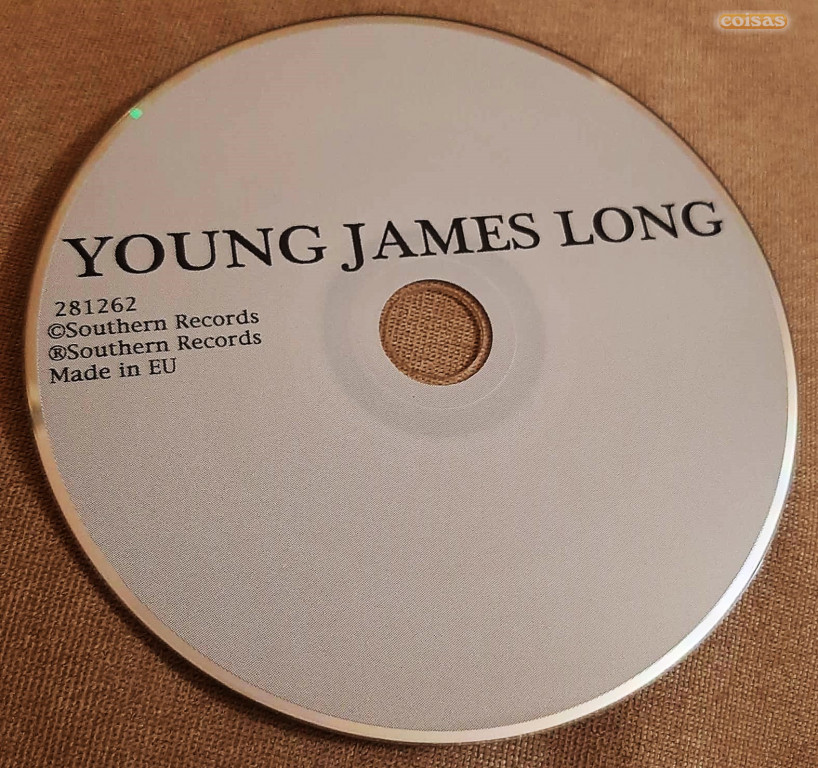 coisas
YOUNG JAMES LONG
281262
©Southern Records
®Southern Records
Made in EU